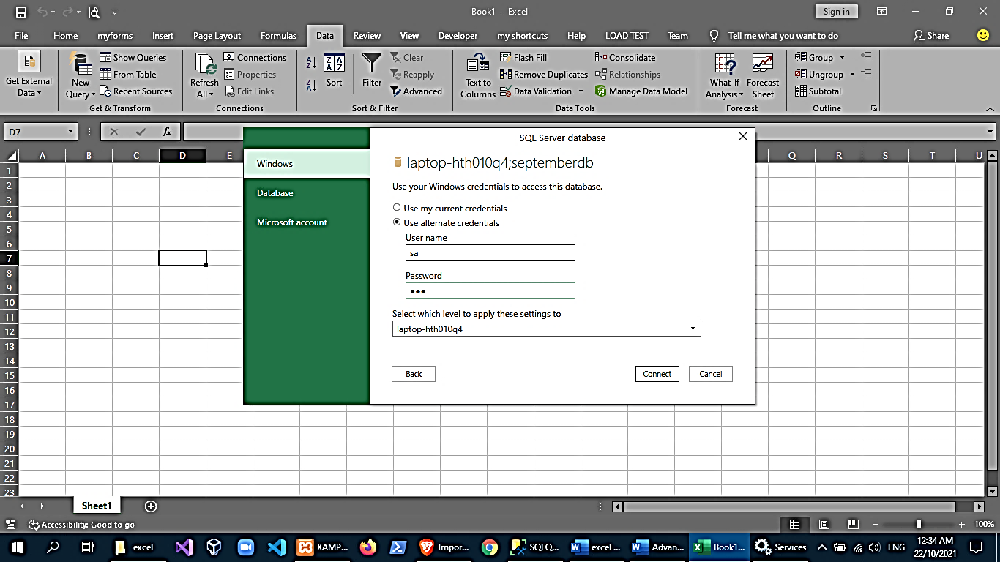 Book1 - Excel
Sign in
File Home myforms Insert Page Layout Formulas Data Review View Developer my shortcuts Help LOAD TEST Team Tell me what you want to do Share
Get External Data
New Query
Show Queries
From Table
Recent Sources
Get & Transform
Refresh All
Connections
Properties
Edit Links
Connections
Sort
Filter
Clear
Reapply
Advanced
Sort & Filter
Text to Columns
Flash Fill
Remove Duplicates
Data Validation
Consolidate
Relationships
Manage Data Model
Data Tools
What-If Analysis
Forecast Sheet
Forecast
Group
Ungroup
Subtotal
Outline
D7
fx
A B C D E Q R S T U
1
2
3
4
5
6
7
8
9
10
11
12
13
14
15
16
17
18
19
20
21
22
23
SQL Server database
Windows
Database
Microsoft account
laptop-hth010q4;septemberdb
Use your Windows credentials to access this database.
Use my current credentials
Use alternate credentials
User name
sa
Password
•••
Select which level to apply these settings to
laptop-hth010q4
Back Connect Cancel
Sheet1
Accessibility: Good to go
100%
excel
XAMP...
Impor...
SQLQ...
excel ...
Advan...
Book1...
Services
ENG
12:34 AM
22/10/2021